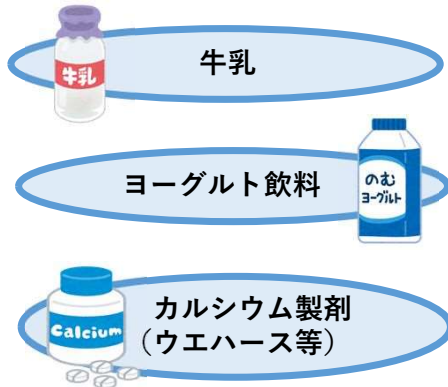 牛乳
牛乳
ヨーグルト飲料
のむ
ヨーグルト
Calcium
カルシウム製剤
（ウエハース等）